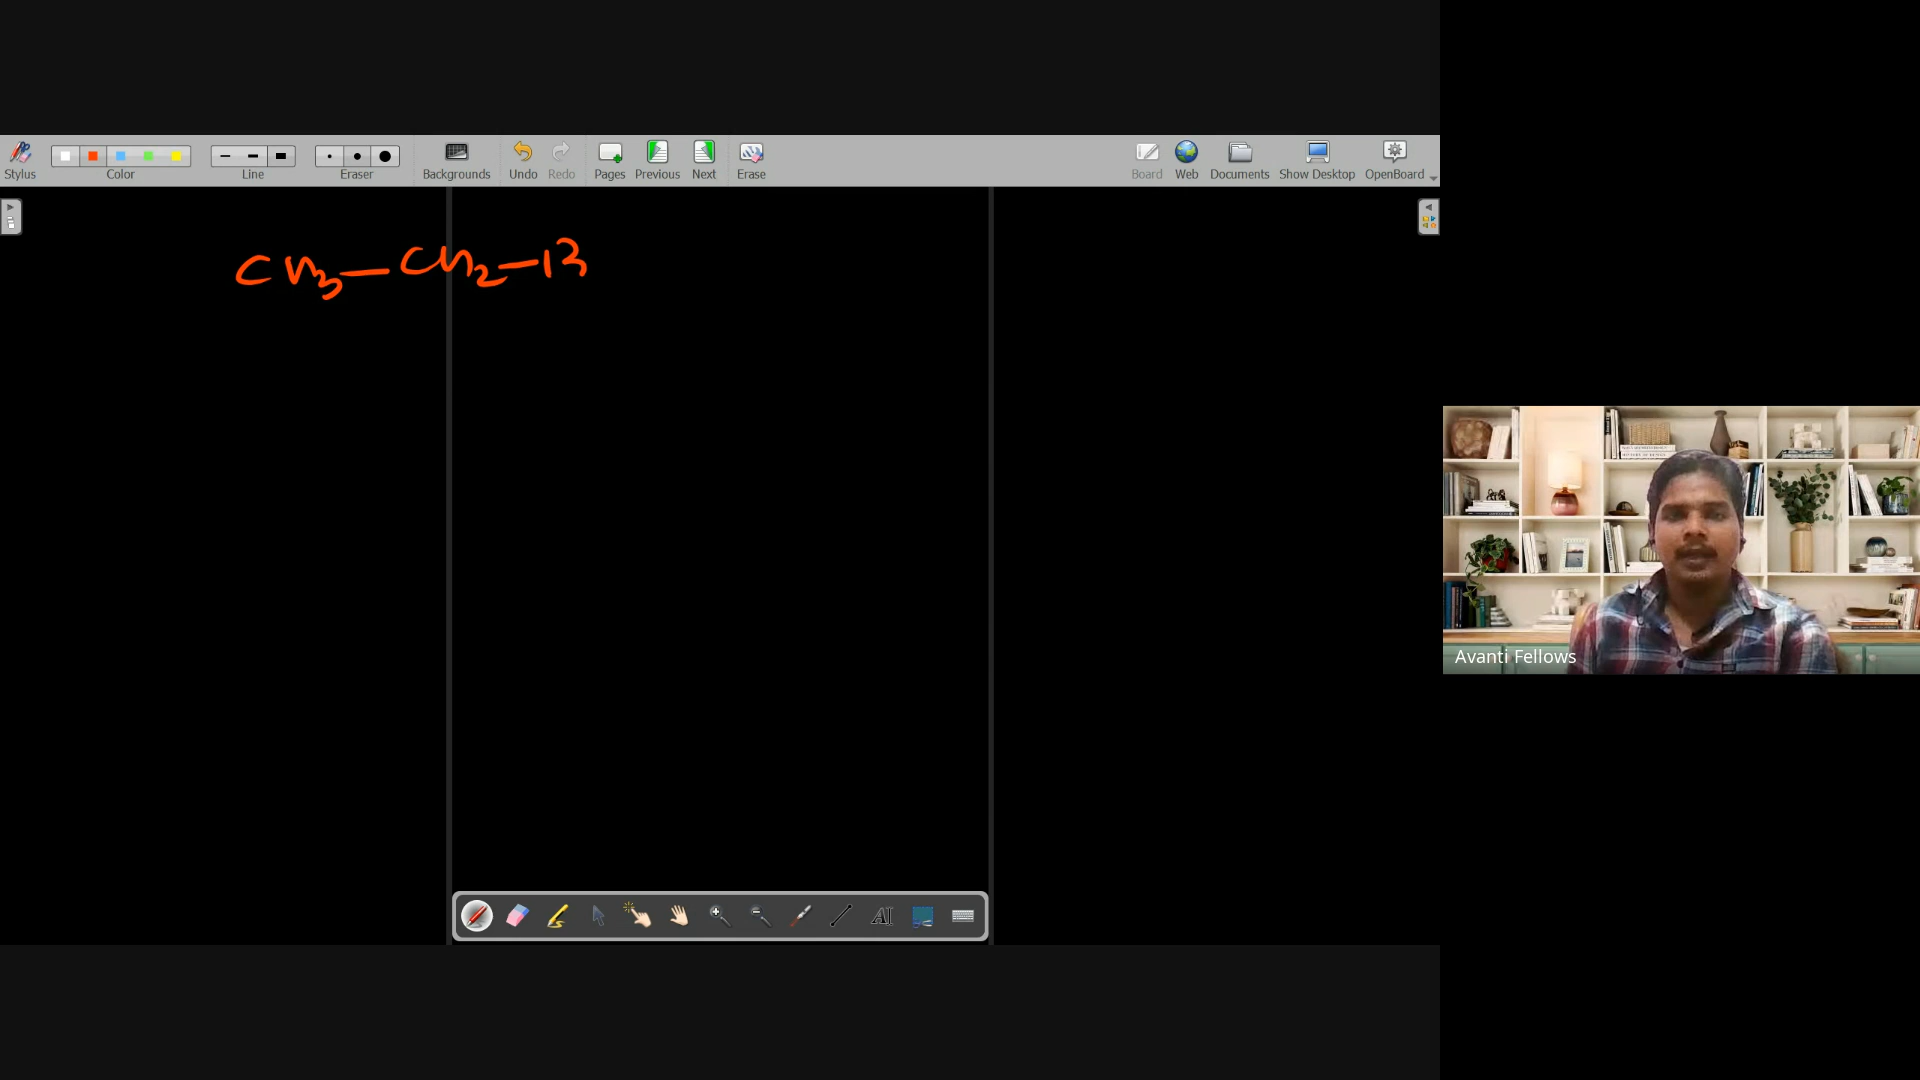 Stylus
Color
Line
Eraser
Backgrounds
Undo
Redo
Pages
Previous
Next
Erase
Board
Web
Documents
Show Desktop
OpenBoard
CH3—CH2—B
Avanti Fellows